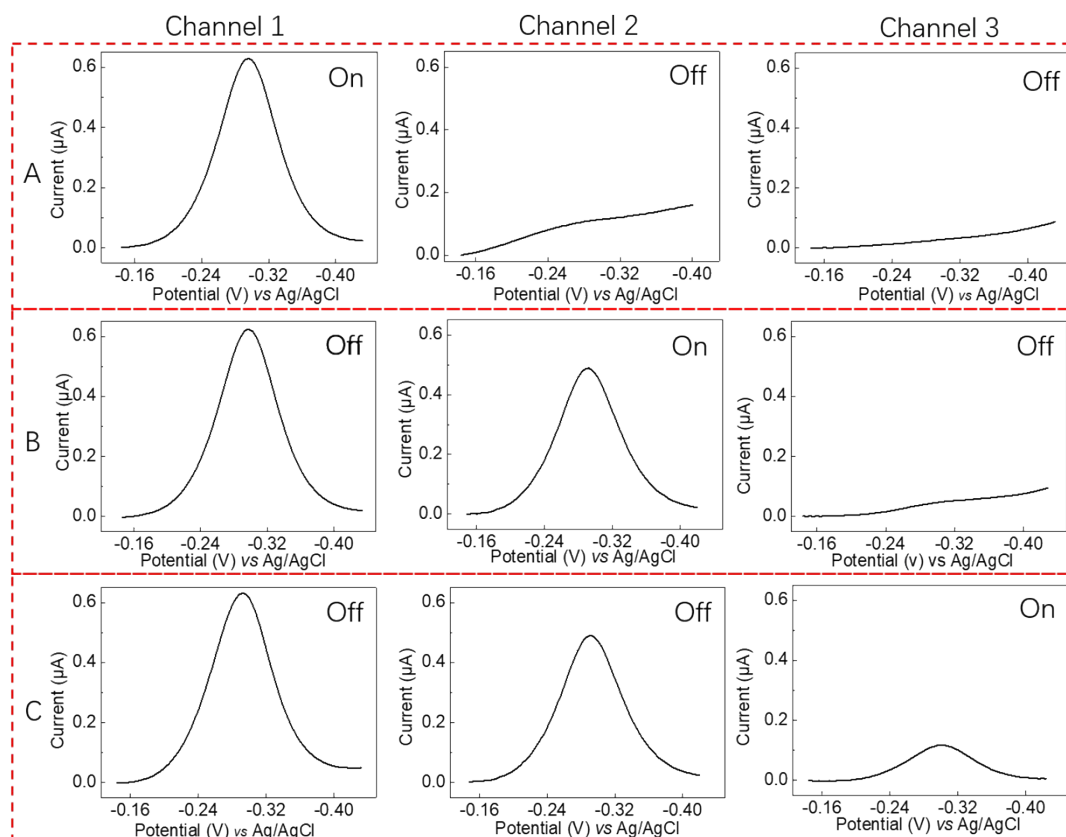 Channel 1 Channel 2 Channel 3
A
0.6
0.4
0.2
0.0
Current (μA)
On
-0.16 -0.24 -0.32 -0.40
Potential (V) vs Ag/AgCl
0.6
0.4
0.2
0.0
Current (μA)
Off
-0.16 -0.24 -0.32 -0.40
Potential (V) vs Ag/AgCl
0.6
0.4
0.2
0.0
Current (μA)
Off
-0.16 -0.24 -0.32 -0.40
Potential (V) vs Ag/AgCl
B
0.6
0.4
0.2
0.0
Current (μA)
Off
-0.16 -0.24 -0.32 -0.40
Potential (V) vs Ag/AgCl
0.6
0.4
0.2
0.0
Current (μA)
On
-0.16 -0.24 -0.32 -0.40
Potential (V) vs Ag/AgCl
0.6
0.4
0.2
0.0
Current (μA)
Off
-0.16 -0.24 -0.32 -0.40
Potential (v) vs Ag/AgCl
C
0.6
0.4
0.2
0.0
Current (μA)
Off
-0.16 -0.24 -0.32 -0.40
Potential (V) vs Ag/AgCl
0.6
0.4
0.2
0.0
Current (μA)
Off
-0.16 -0.24 -0.32 -0.40
Potential (V) vs Ag/AgCl
0.6
0.4
0.2
0.0
Current (μA)
On
-0.16 -0.24 -0.32 -0.40
Potential (V) vs Ag/AgCl